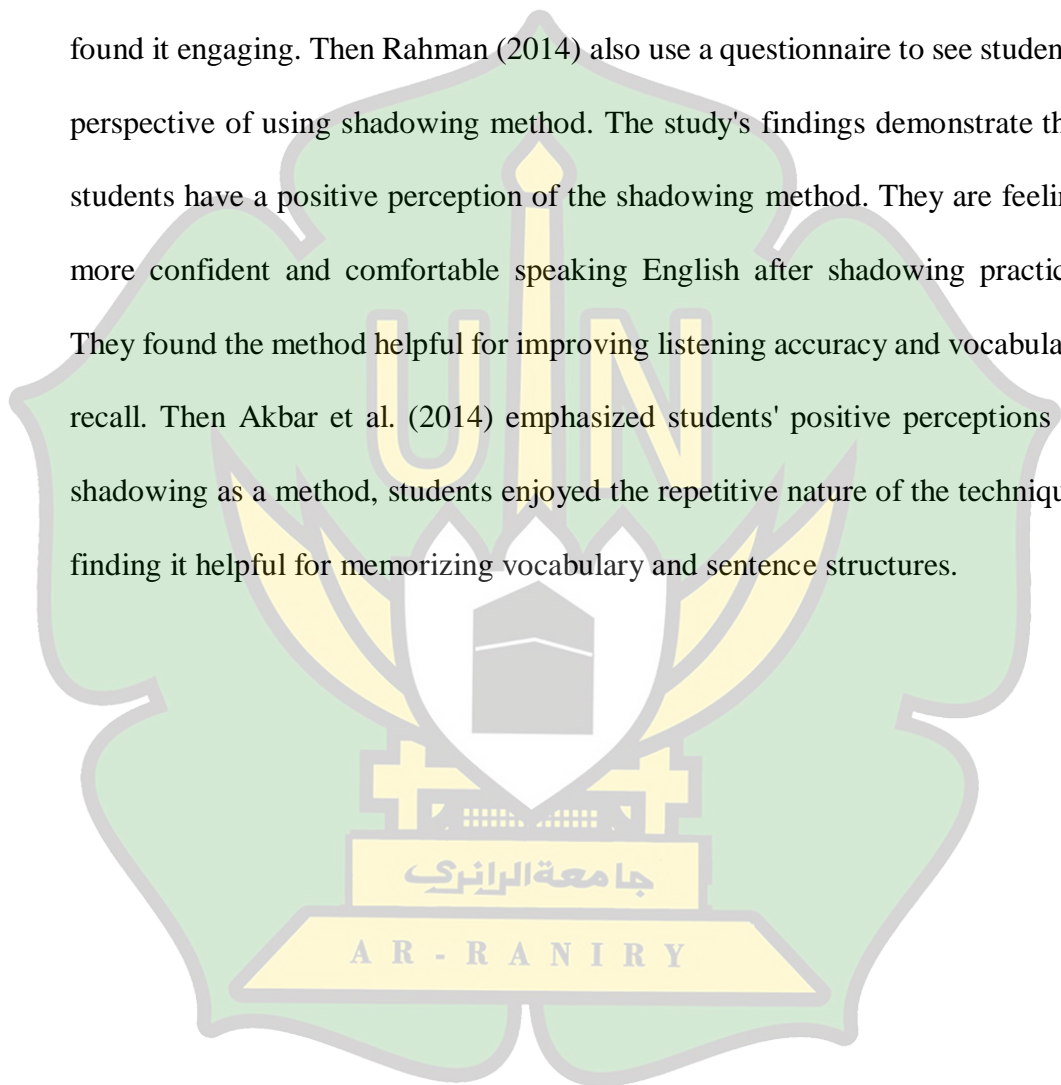 found it engaging. Then Rahman (2014) also use a questionnaire to see studen
perspective of using shadowing method. The study's findings demonstrate th
students have a positive perception of the shadowing method. They are feelin
more confident and comfortable speaking English after shadowing practic
They found the method helpful for improving listening accuracy and vocabula
recall. Then Akbar et al. (2014) emphasized students' positive perceptions
shadowing as a method, students enjoyed the repetitive nature of the techniqu
finding it helpful for memorizing vocabulary and sentence structures.
UIN
جامعة الرانري
AR-RANIRY